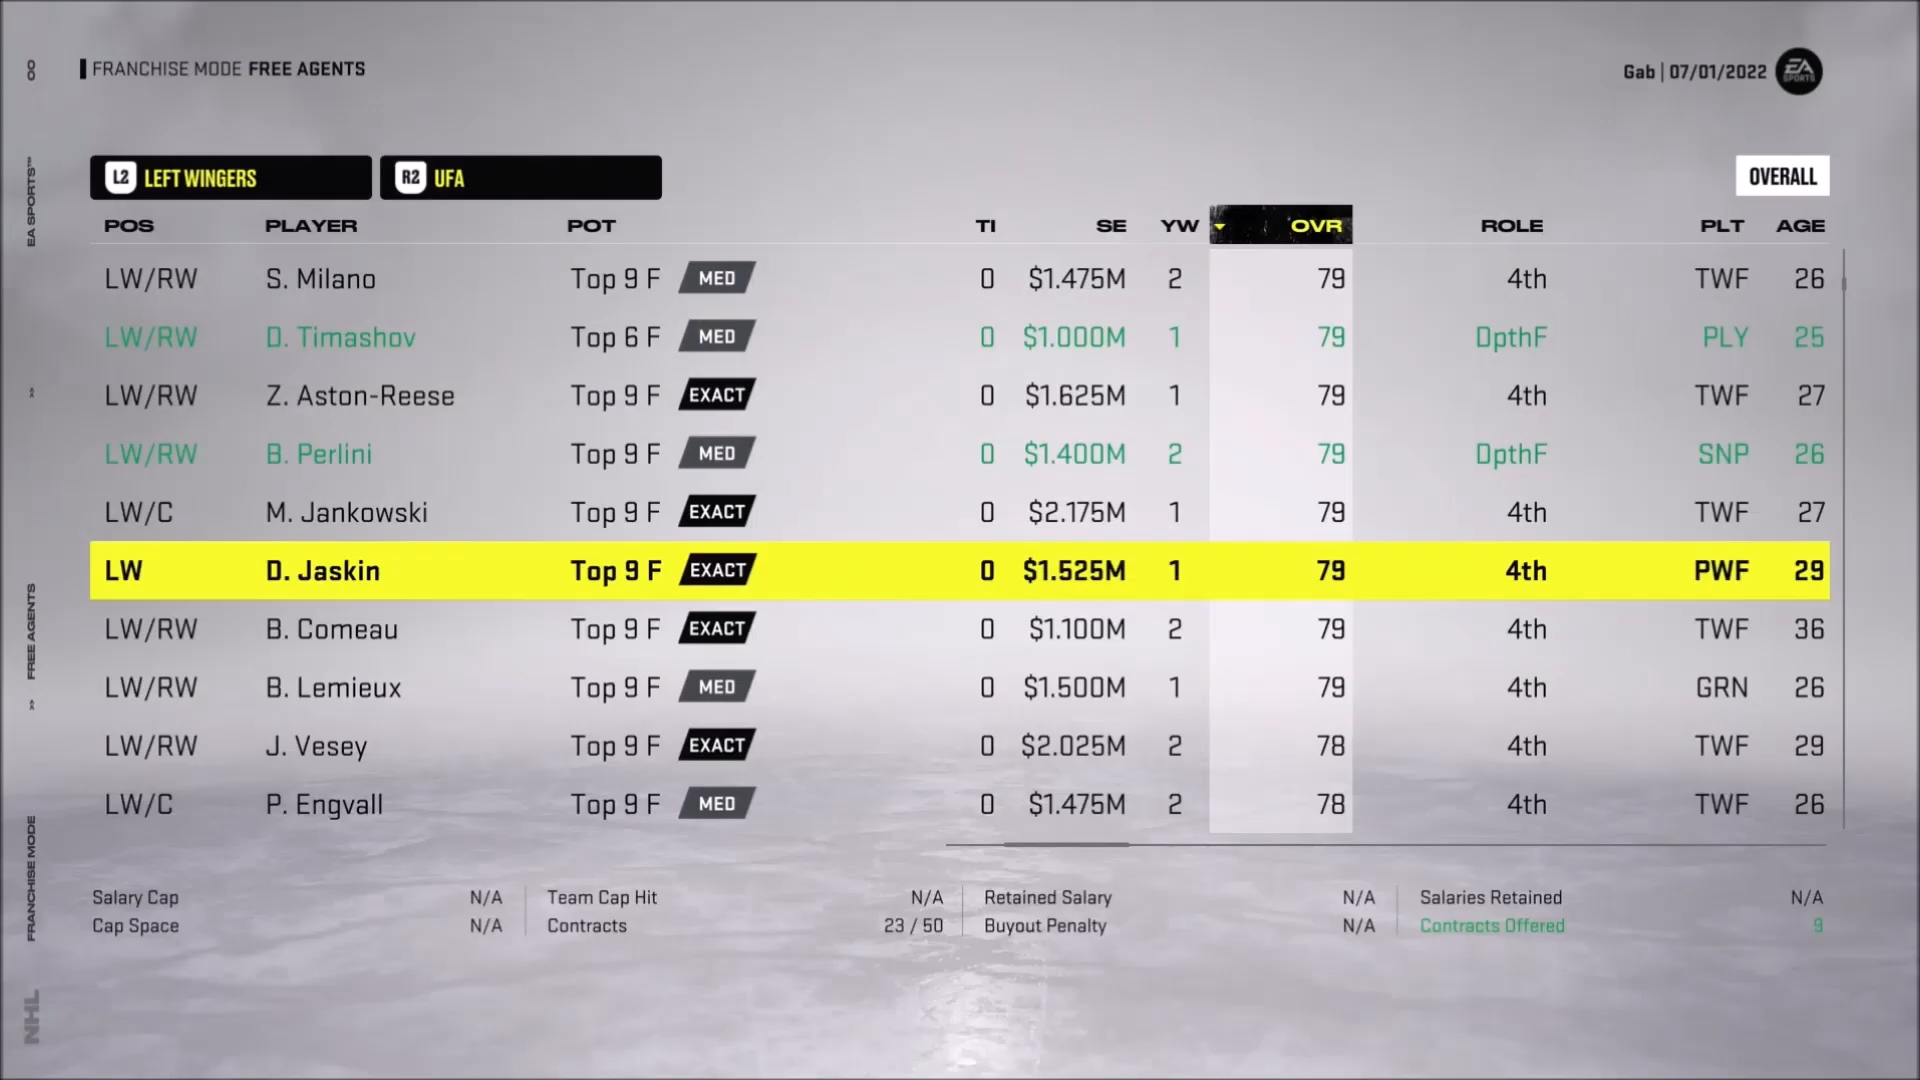 FRANCHISE MODE FREE AGENTS
Gab | 07/01/2022
EA SPORTS
L2 LEFT WINGERS R2 UFA
OVERALL
POS PLAYER POT TI SE YW OVR ROLE PLT AGE
LW/RW S. Milano Top 9 F MED 0 $1.475M 2 79 4th TWF 26
LW/RW D. Timashov Top 6 F MED 0 $1.000M 1 79 DpthF PLY 25
LW/RW Z. Aston-Reese Top 9 F EXACT 0 $1.625M 1 79 4th TWF 27
LW/RW B. Perlini Top 9 F MED 0 $1.400M 2 79 DpthF SNP 26
LW/C M. Jankowski Top 9 F EXACT 0 $2.175M 1 79 4th TWF 27
LW D. Jaskin Top 9 F EXACT 0 $1.525M 1 79 4th PWF 29
LW/RW B. Comeau Top 9 F EXACT 0 $1.100M 2 79 4th TWF 36
LW/RW B. Lemieux Top 9 F MED 0 $1.500M 1 79 4th GRN 26
LW/RW J. Vesey Top 9 F EXACT 0 $2.025M 2 78 4th TWF 29
LW/C P. Engvall Top 9 F MED 0 $1.475M 2 78 4th TWF 26
Salary Cap N/A Team Cap Hit N/A Retained Salary N/A Salaries Retained N/A
Cap Space N/A Contracts 23 / 50 Buyout Penalty N/A Contracts Offered 9
NHL FRANCHISE MODE >> FREE AGENTS >> EA SPORTS™